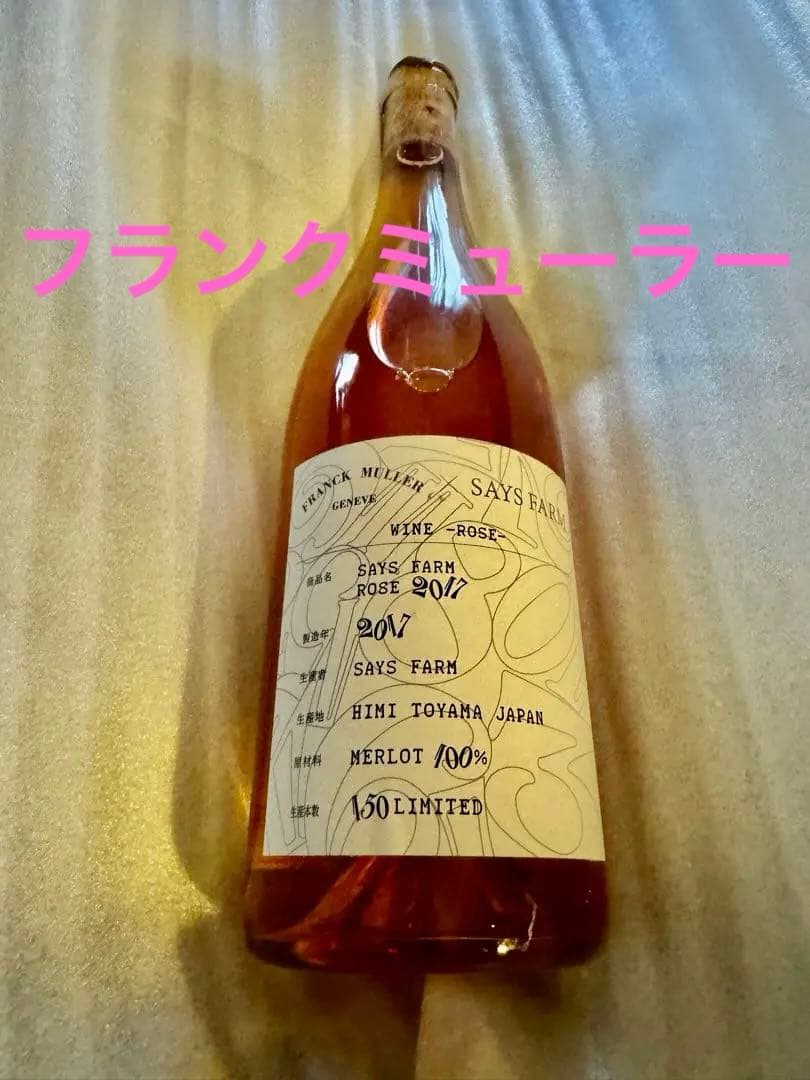 フランクミューラー
FRANCK MULLER
GENEVE
SAYS FARM
WINE -ROSE-
商品名 SAYS FARM
ROSE 2017
製造年 2017
生産者 SAYS FARM
生産地 HIMI TOYAMA JAPAN
原材料 MERLOT 100%
生産本数 150 LIMITED